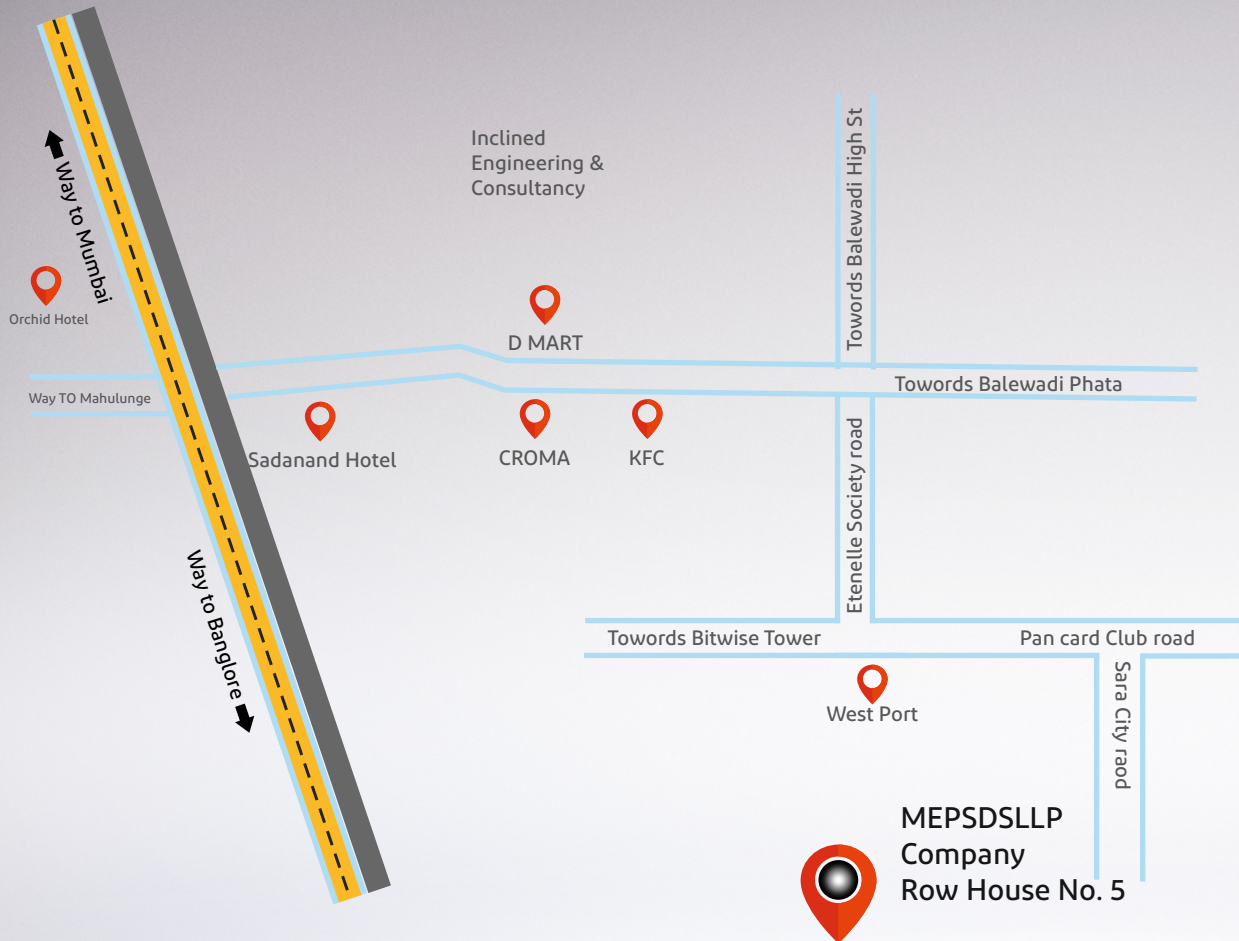 Inclined
Engineering &
Consultancy
Towords Balewadi High St
Way to Mumbai
Orchid Hotel
D MART
Towords Balewadi Phata
Way TO Mahulunge
Sadanand Hotel
CROMA
KFC
Etenelle Society road
Way to Banglore
Towords Bitwise Tower
Pan card Club road
West Port
Sara City raod
MEPSDSLLP
Company
Row House No. 5